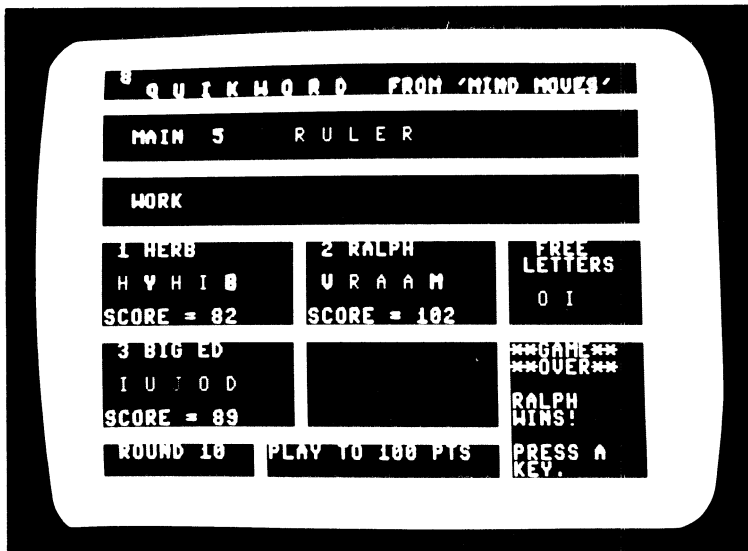 8
QUIKWORD FROM 'MIND MOVES'
MAIN 5 RULER
WORK
1 HERB
H Y H I B
SCORE = 82
2 RALPH
V R A A M
SCORE = 102
FREE
LETTERS
O I
3 BIG ED
I U J O D
SCORE = 89
**GAME**
**OVER**
RALPH
WINS!
PRESS A
KEY.
ROUND 10
PLAY TO 100 PTS